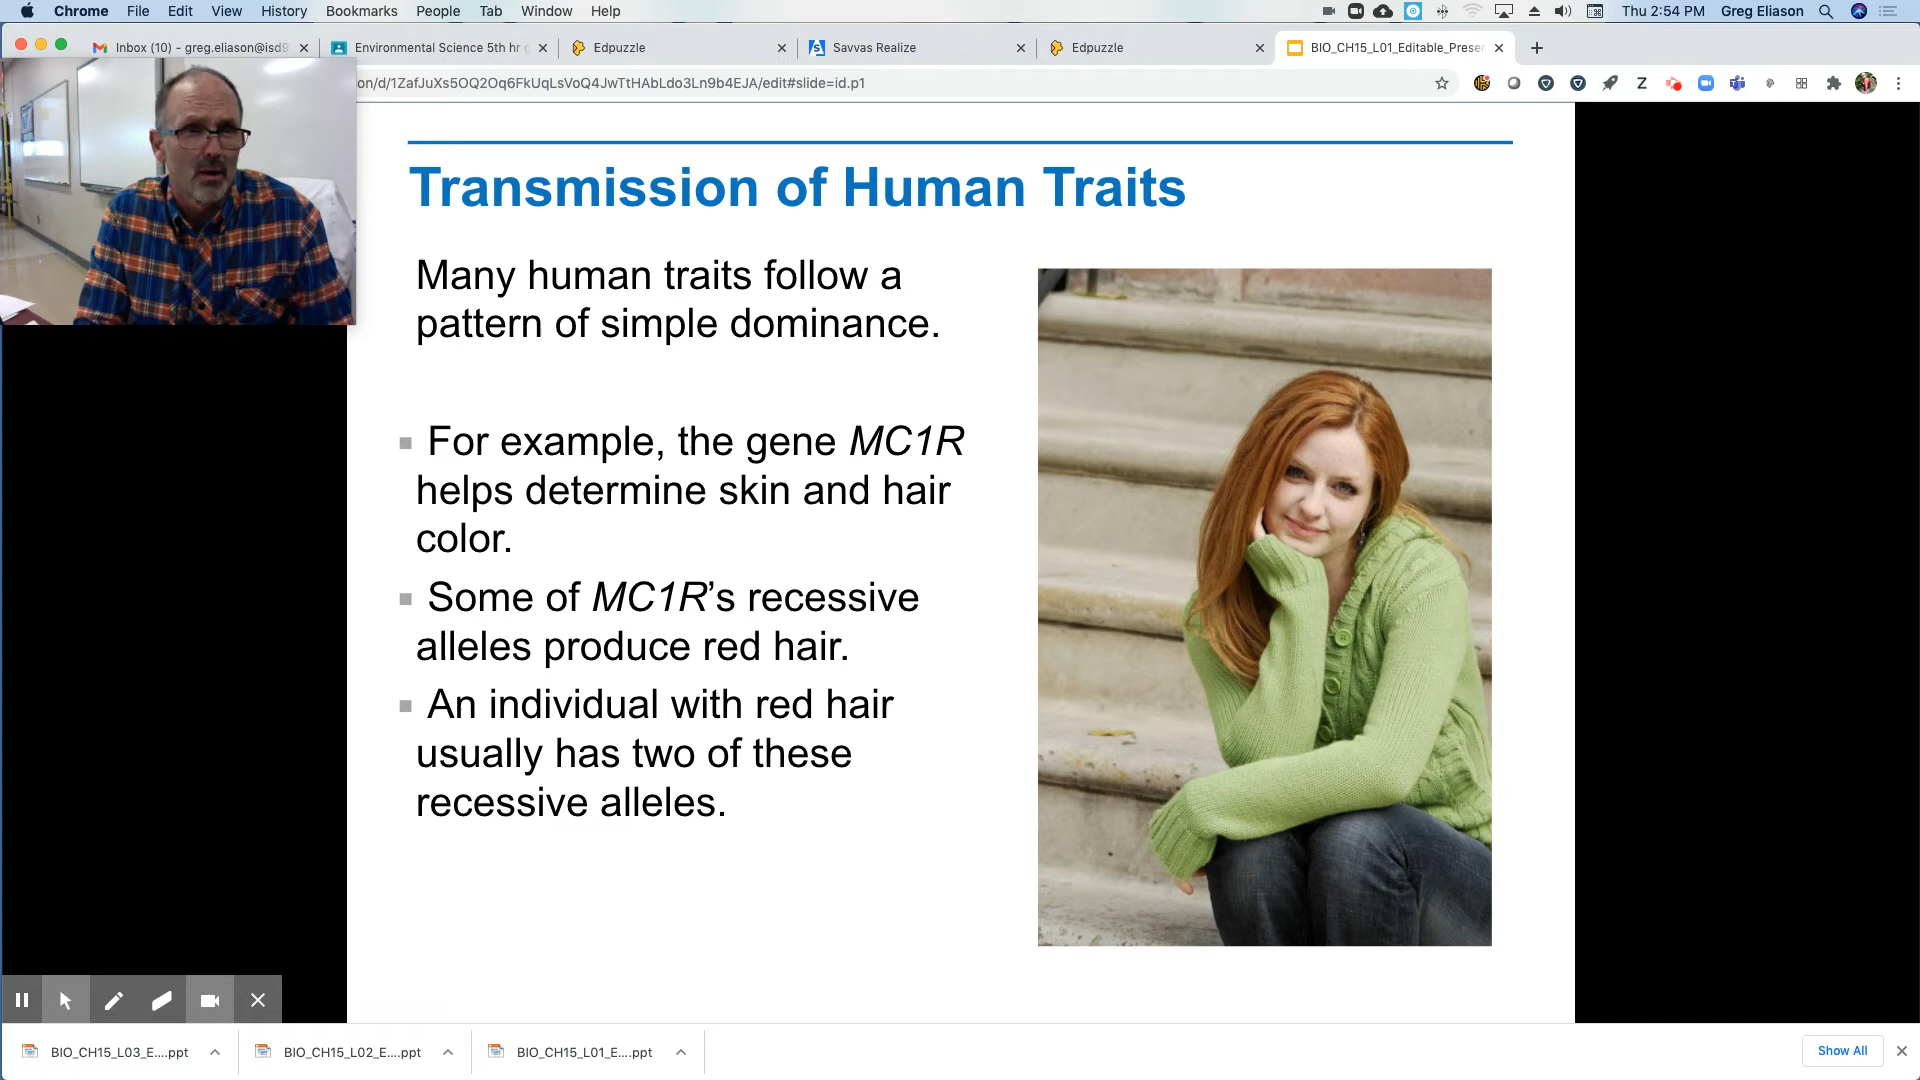 Chrome File Edit View History Bookmarks People Tab Window Help Thu 2:54 PM Greg Eliason
Inbox (10) - greg.eliason@isd9 Environmental Science 5th hr Edpuzzle Savvas Realize Edpuzzle BIO_CH15_L01_Editable_Preser
on/d/1ZafJuXs5OQ2Oq6FkUqLsVoQ4JwTtHAbLdo3Ln9b4EJA/edit#slide=id.p1
Transmission of Human Traits
Many human traits follow a
pattern of simple dominance.
For example, the gene MC1R
helps determine skin and hair
color.
Some of MC1R’s recessive
alleles produce red hair.
An individual with red hair
usually has two of these
recessive alleles.
BIO_CH15_L03_E....ppt BIO_CH15_L02_E....ppt BIO_CH15_L01_E....ppt Show All